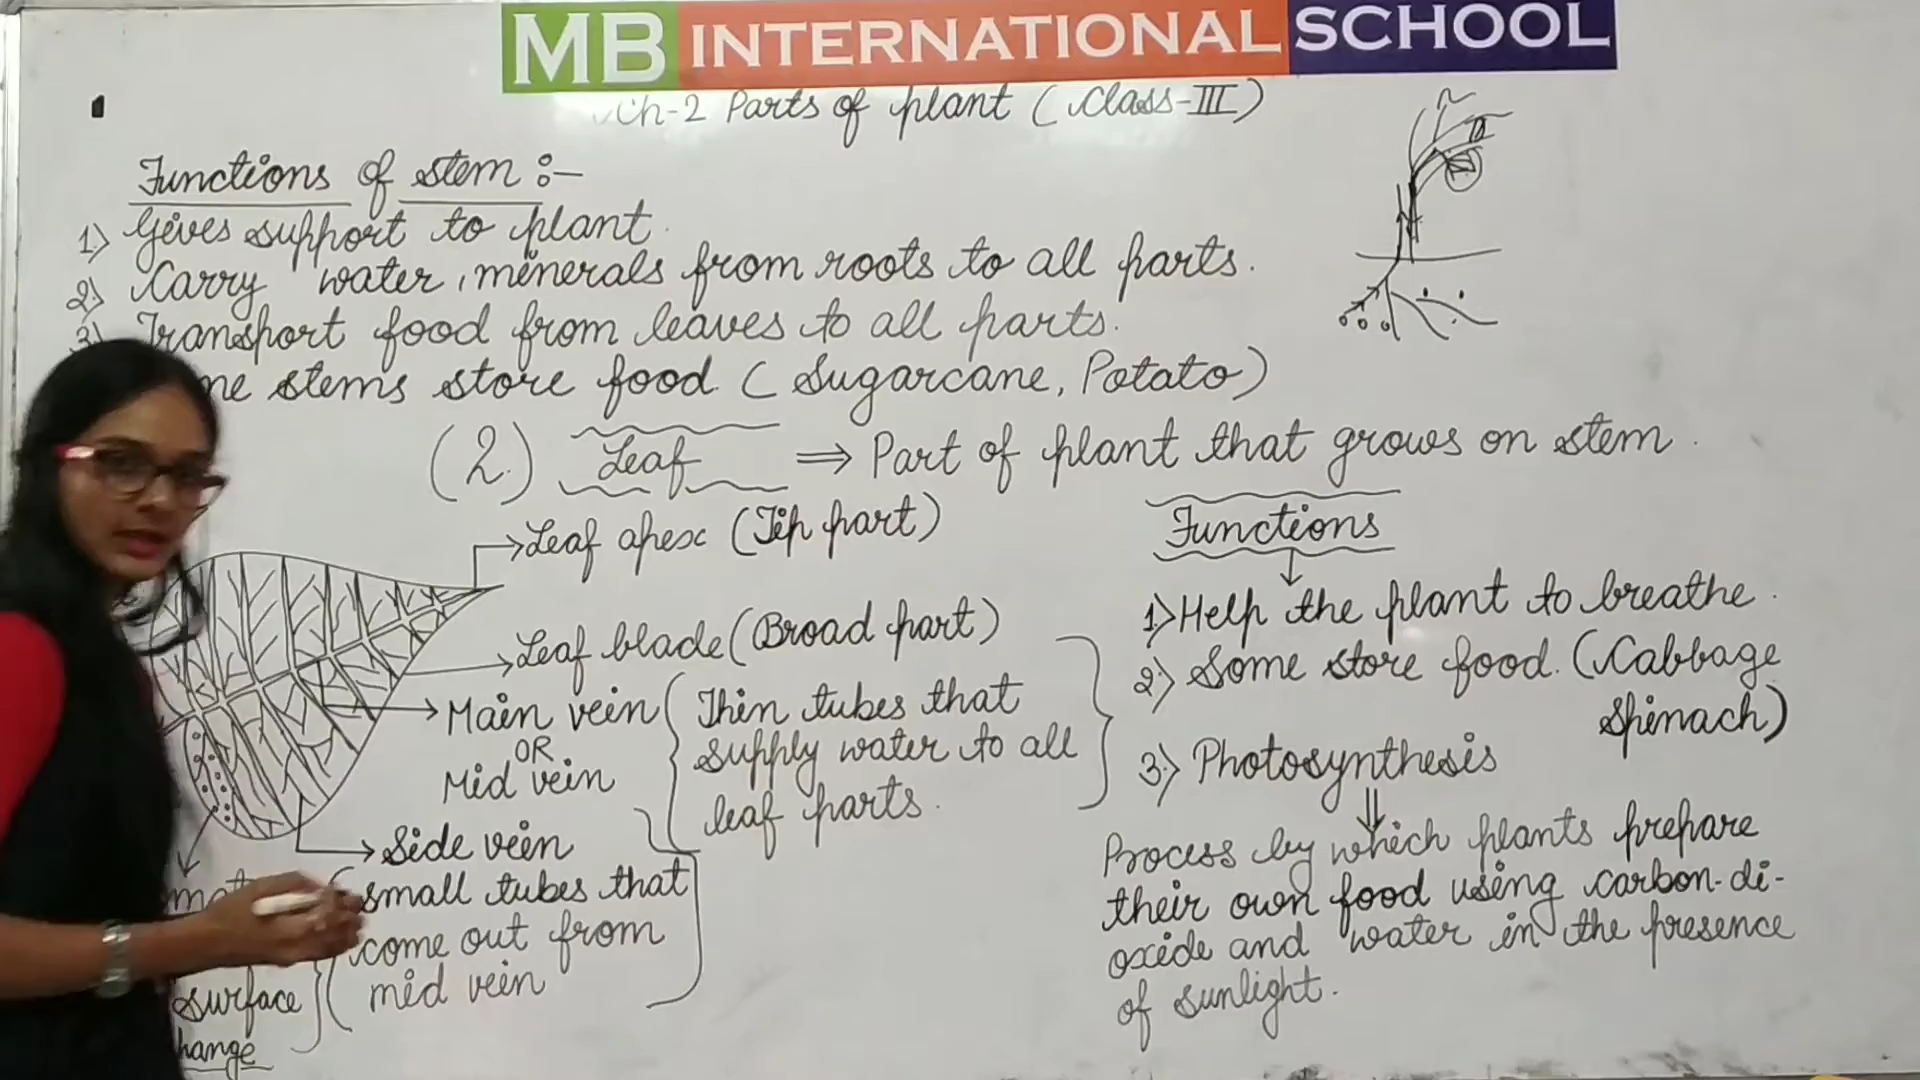 MB INTERNATIONAL SCHOOL
Ch-2 Parts of plant (Class-III)
Functions of stem :-
1.) Gives support to plant.
2.) Carry water, minerals from roots to all parts.
3.) Transport food from leaves to all parts.
stems store food (Sugarcane, Potato)
(2.) Leaf ⇒ Part of plant that grows on stem.
Leaf apex (Tip part)
Leaf blade (Broad part)
Main vein
OR
Mid vein
(Thin tubes that
supply water to all
leaf parts.
Side vein
(small tubes that
come out from
mid vein
surface
Functions
1.) Help the plant to breathe.
2.) Some store food. (Cabbage
Spinach)
3.) Photosynthesis
Process by which plants prepare
their own food using carbon-di-
oxide and water in the presence
of sunlight.